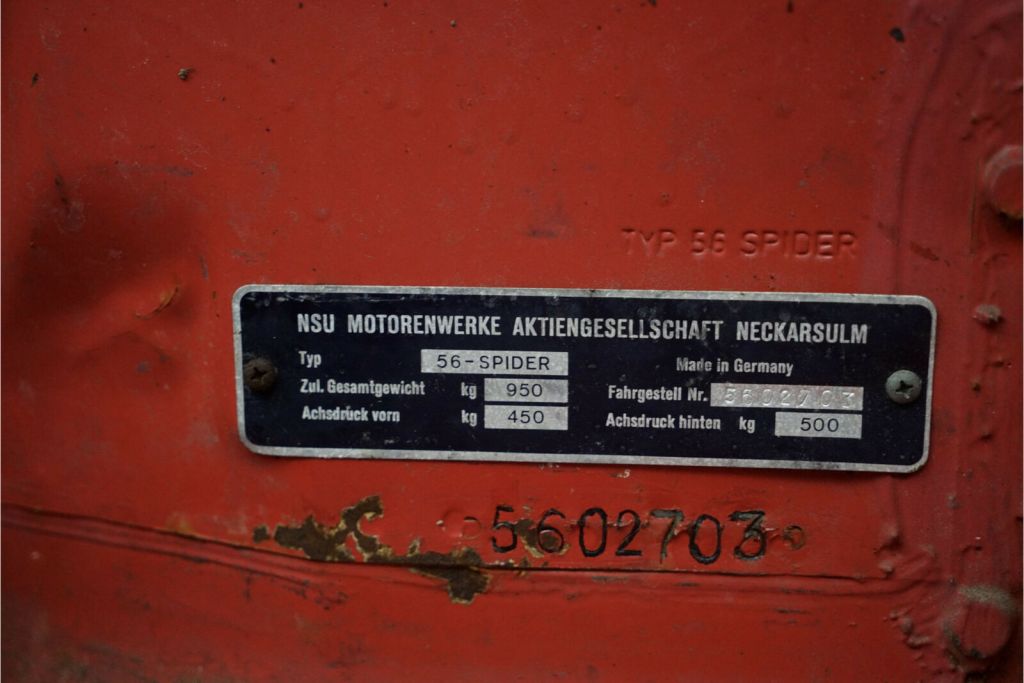 TYP 56 SPIDER
NSU MOTORENWERKE AKTIENGESELLSCHAFT NECKARSULM
Typ 56-SPIDER Made in Germany
Zul. Gesamtgewicht kg 950 Fahrgestell Nr. 5602703
Achsdruck vorn kg 450 Achsdruck hinten kg 500
5602703